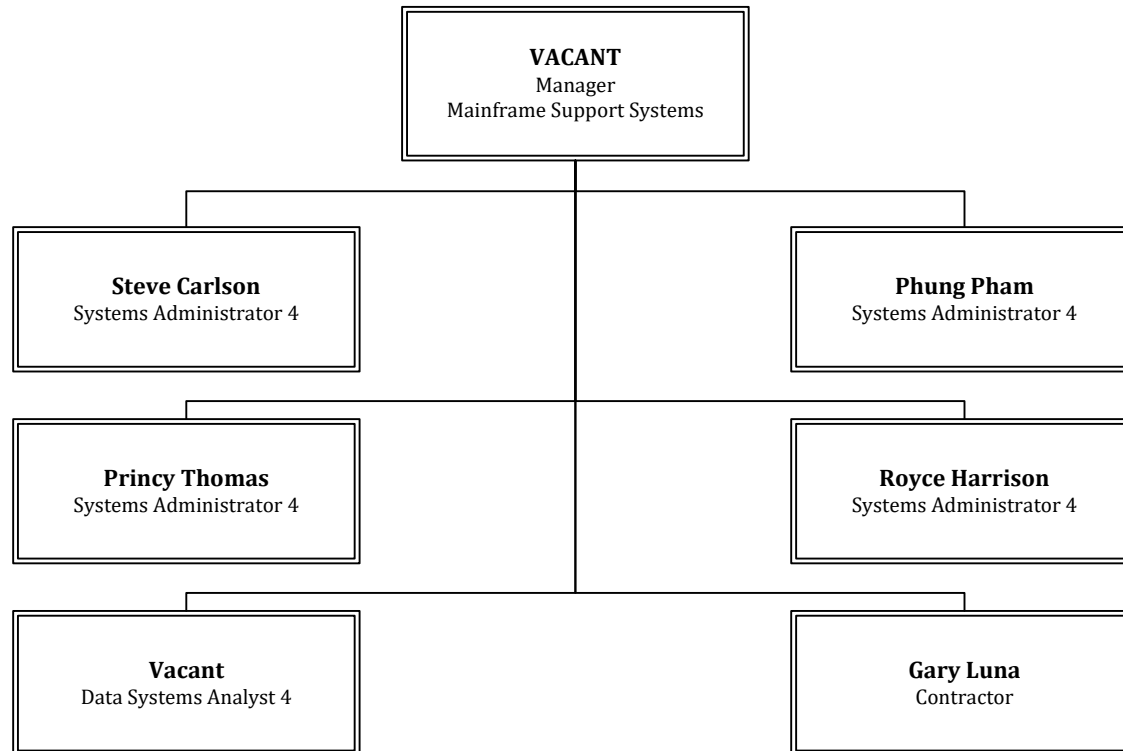 VACANT
Manager
Mainframe Support Systems
Steve Carlson
Systems Administrator 4
Phung Pham
Systems Administrator 4
Princy Thomas
Systems Administrator 4
Royce Harrison
Systems Administrator 4
Vacant
Data Systems Analyst 4
Gary Luna
Contractor